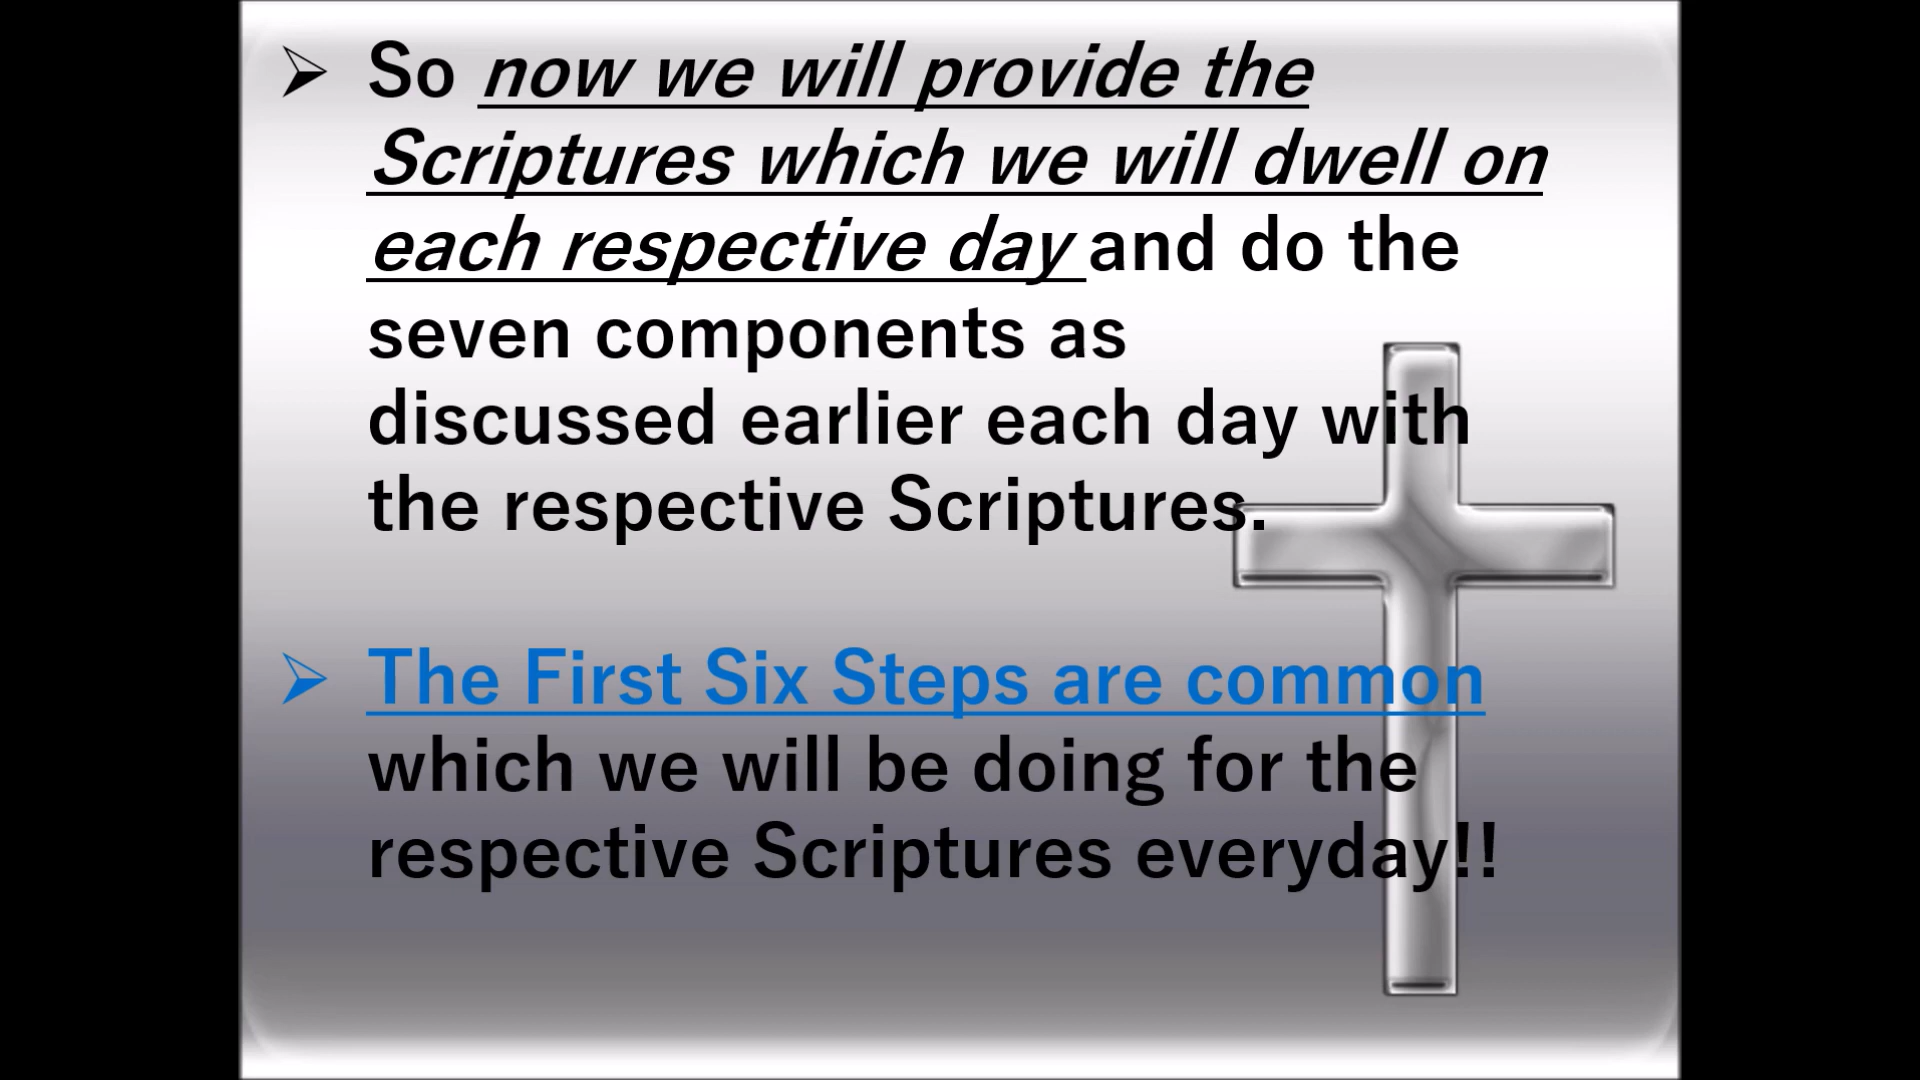 ➢ So now we will provide the
Scriptures which we will dwell on
each respective day and do the
seven components as
discussed earlier each day with
the respective Scriptures.
➢ The First Six Steps are common
which we will be doing for the
respective Scriptures everyday!!